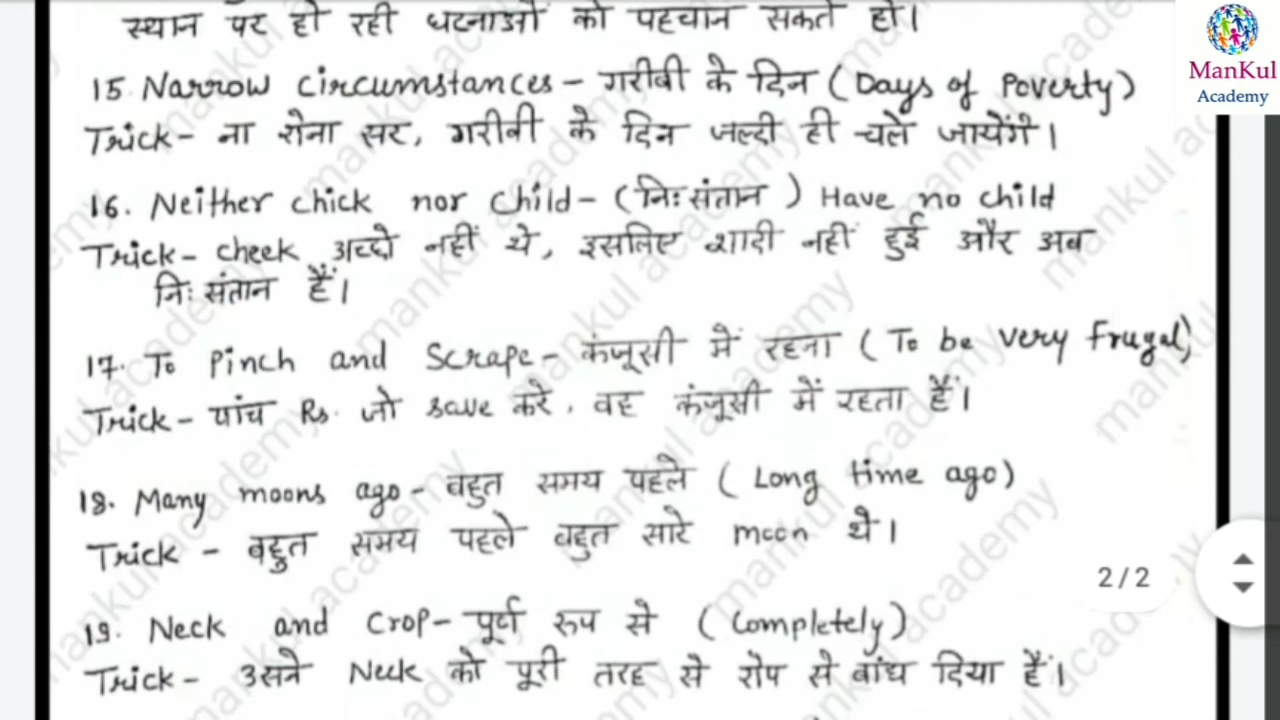 स्थान पर हो रही घटनाओं को पहचान सकते हो।
ManKul
Academy
15. Narrow circumstances - गरीबी के दिन (Days of Poverty)
Trick - ना रोना सर, गरीबी के दिन जल्दी ही चले जायेंगे।
16. Neither chick nor child - (निः संतान) Have no child
Trick - cheek अच्छे नहीं थे, इसलिए शादी नहीं हुई और अब
निः संतान हैं।
17. To Pinch and Scrape - कंजूसी में रहना (To be very Frugal)
Trick - पांच Rs. जो save करे, वह कंजूसी में रहता हैं।
18. Many moons ago - बहुत समय पहले (Long time ago)
Trick - बहुत समय पहले बहुत सारे moon थे।
2/2
19. Neck and Crop - पूर्ण रुप से (Completely)
Trick - उसने Neck को पूरी तरह से रोप से बांध दिया हैं।